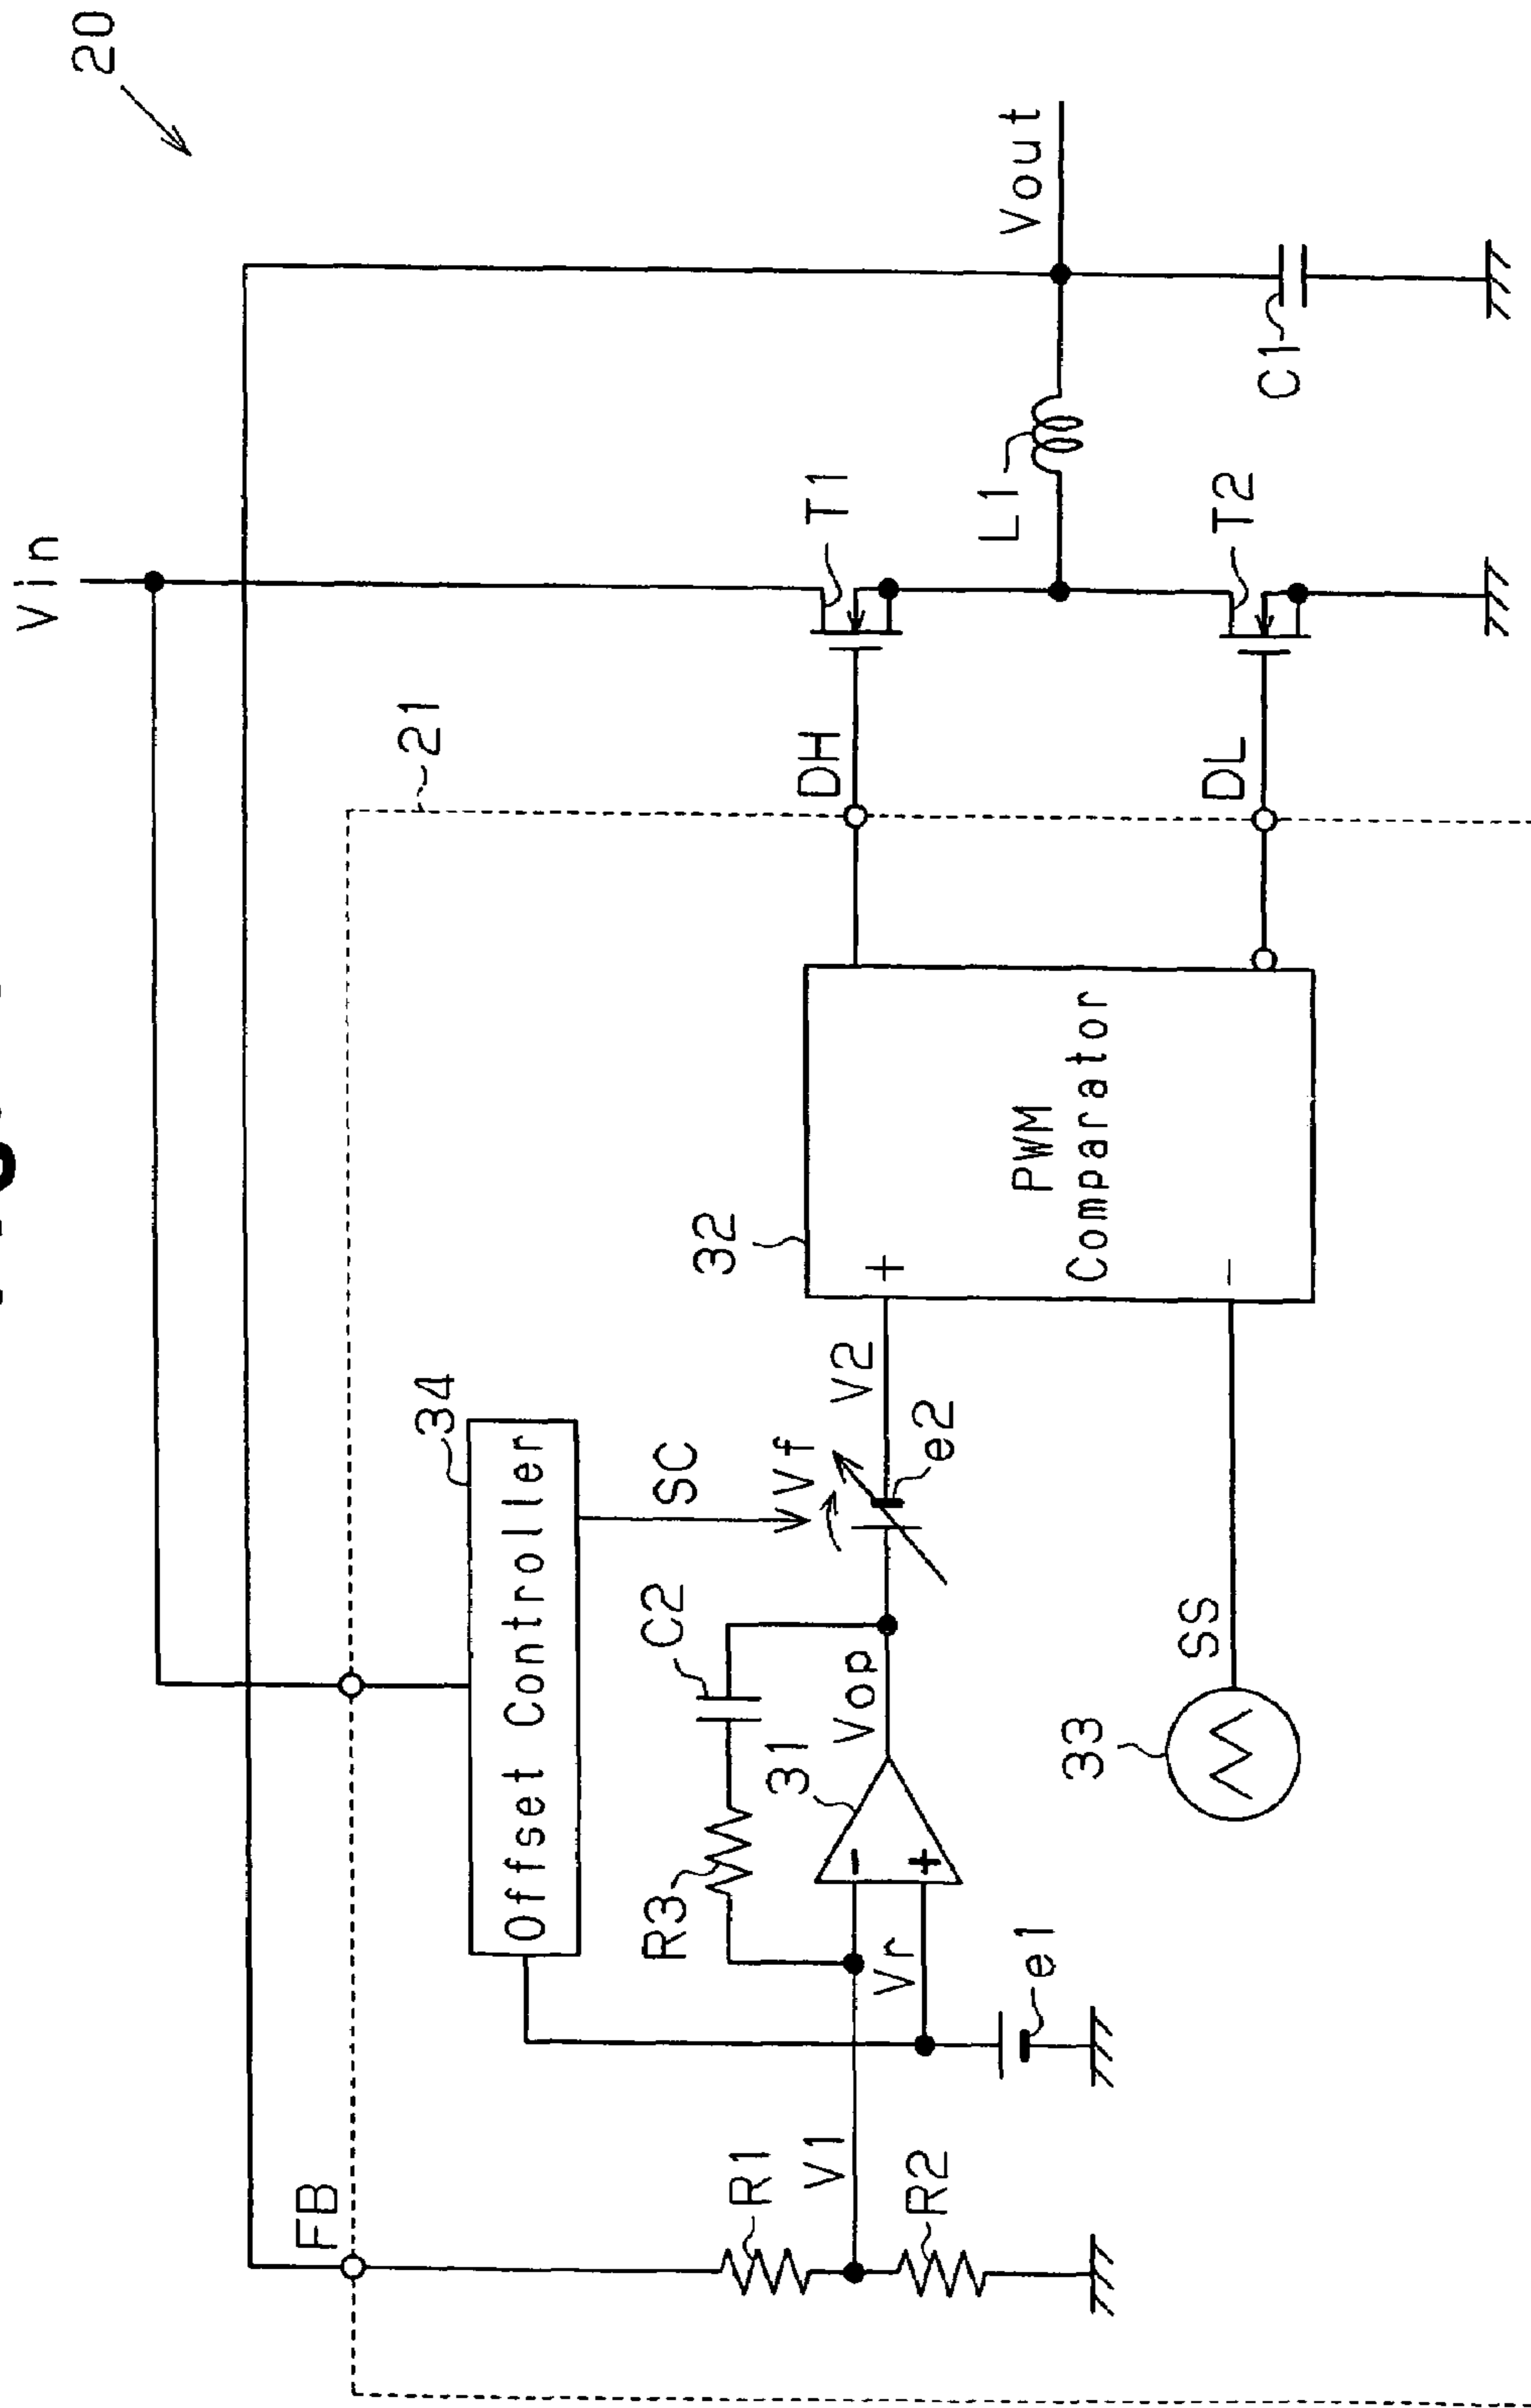 20
Vin
Vout
21
FB
34
Offset Controller
SC
T1
L1
DH
C1
T2
DL
32
PWM
Comparator
+
-
V2
Vf
e2
C2
R3
31
Vop
-
+
Vr
e1
V1
R1
R2
SS
33